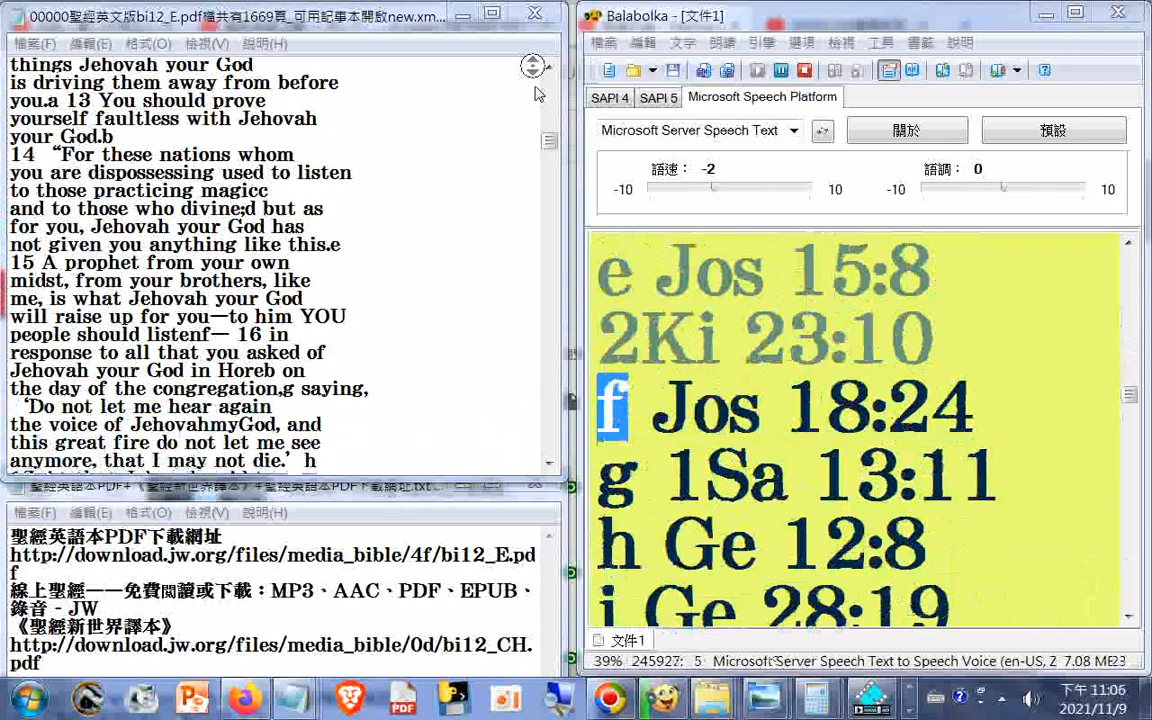 00000聖經英文版bi12_E.pdf檔共有1669頁_可用記事本開啟new.xm...
檔案(F) 編輯(E) 格式(O) 檢視(V) 說明(H)
things Jehovah your God
is driving them away from before
you.a 13 You should prove
yourself faultless with Jehovah
your God.b
14 “For these nations whom
you are dispossessing used to listen
to those practicing magicc
and to those who divine;d but as
for you, Jehovah your God has
not given you anything like this.e
15 A prophet from your own
midst, from your brothers, like
me, is what Jehovah your God
will raise up for you—to him YOU
people should listenf— 16 in
response to all that you asked of
Jehovah your God in Horeb on
the day of the congregation,g saying,
‘Do not let me hear again
the voice of JehovahmyGod, and
this great fire do not let me see
anymore, that I may not die.’ h
聖經英語本PDF+《聖經新世界譯本》+聖經英語本PDF下載網址.txt...
檔案(F) 編輯(E) 格式(O) 檢視(V) 說明(H)
聖經英語本PDF下載網址
http://download.jw.org/files/media_bible/4f/bi12_E.pd
f
線上聖經——免費閱讀或下載：MP3、AAC、PDF、EPUB、
錄音 - JW
《聖經新世界譯本》
http://download.jw.org/files/media_bible/0d/bi12_CH.
pdf
Balabolka - [文件1]
檔案 編輯 文字 朗讀 引擎 選項 檢視 工具 書籤 說明
SAPI 4 SAPI 5 Microsoft Speech Platform
Microsoft Server Speech Text 關於 預設
語速： -2 語調： 0
-10 10 -10 10
e Jos 15:8
2Ki 23:10
f Jos 18:24
g 1Sa 13:11
h Ge 12:8
i Ge 28:19
文件1
39% 245927: 5 Microsoft Server Speech Text to Speech Voice (en-US, Z 7.08 ME23
下午 11:06
2021/11/9